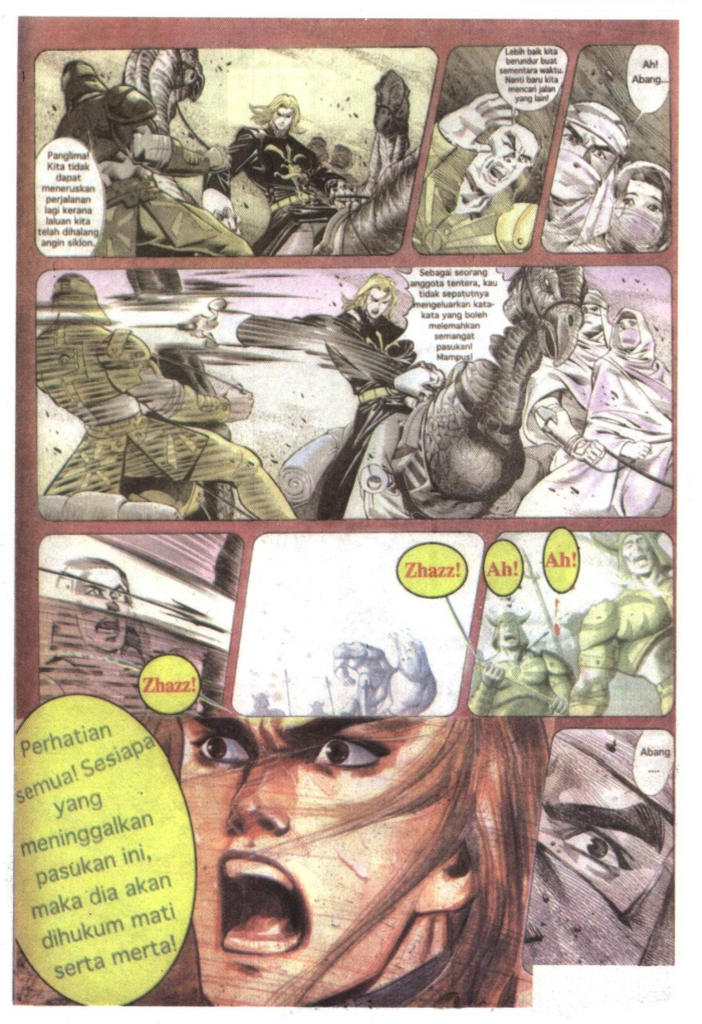 Panglima!
Kita tidak
dapat
meneruskan
perjalanan
lagi kerana
laluan kita
telah dihalang
angin siklon.
Lebih baik kita
berundur buat
sementara waktu.
Nanti baru kita
mencari jalan
yang lain!
Ah!
Abang...
Sebagai seorang
anggota tentera, kau
tidak sepatutnya
mengeluarkan kata-
kata yang boleh
melemahkan
semangat
pasukan!
Mampus!
Zhazz!
Zhazz!
Ah!
Ah!
Perhatian
semua! Sesiapa
yang
meninggalkan
pasukan ini,
maka dia akan
dihukum mati
serta merta!
Abang
....